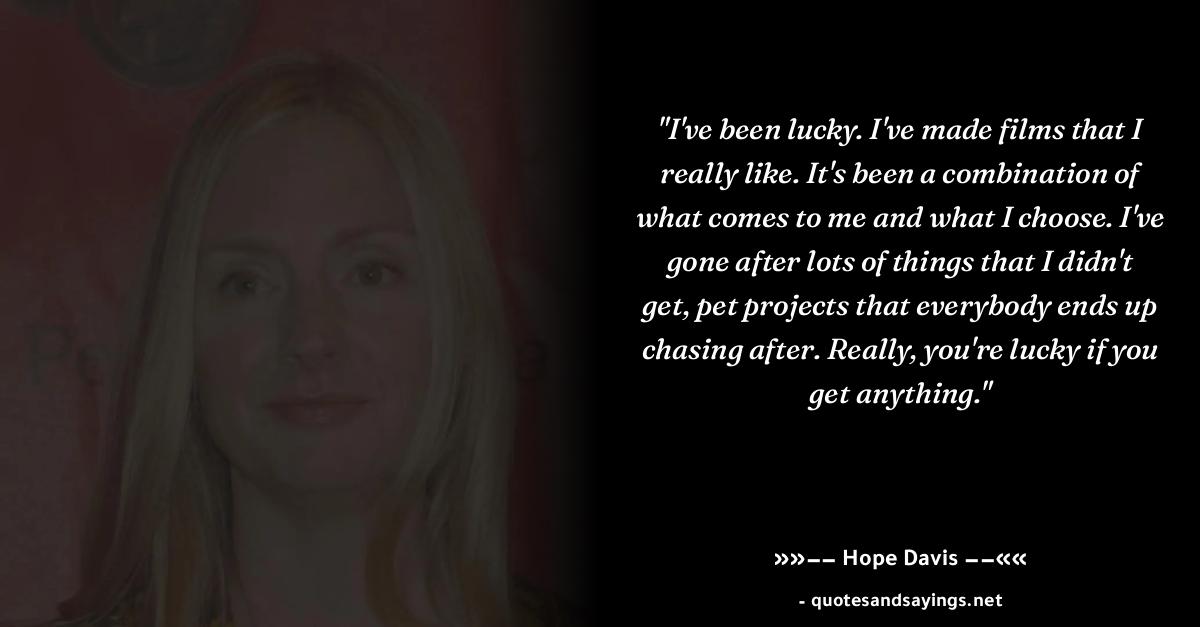 "I've been lucky. I've made films that I
really like. It's been a combination of
what comes to me and what I choose. I've
gone after lots of things that I didn't
get, pet projects that everybody ends up
chasing after. Really, you're lucky if you
get anything."
»»−− Hope Davis −−««
- quotesandsayings.net